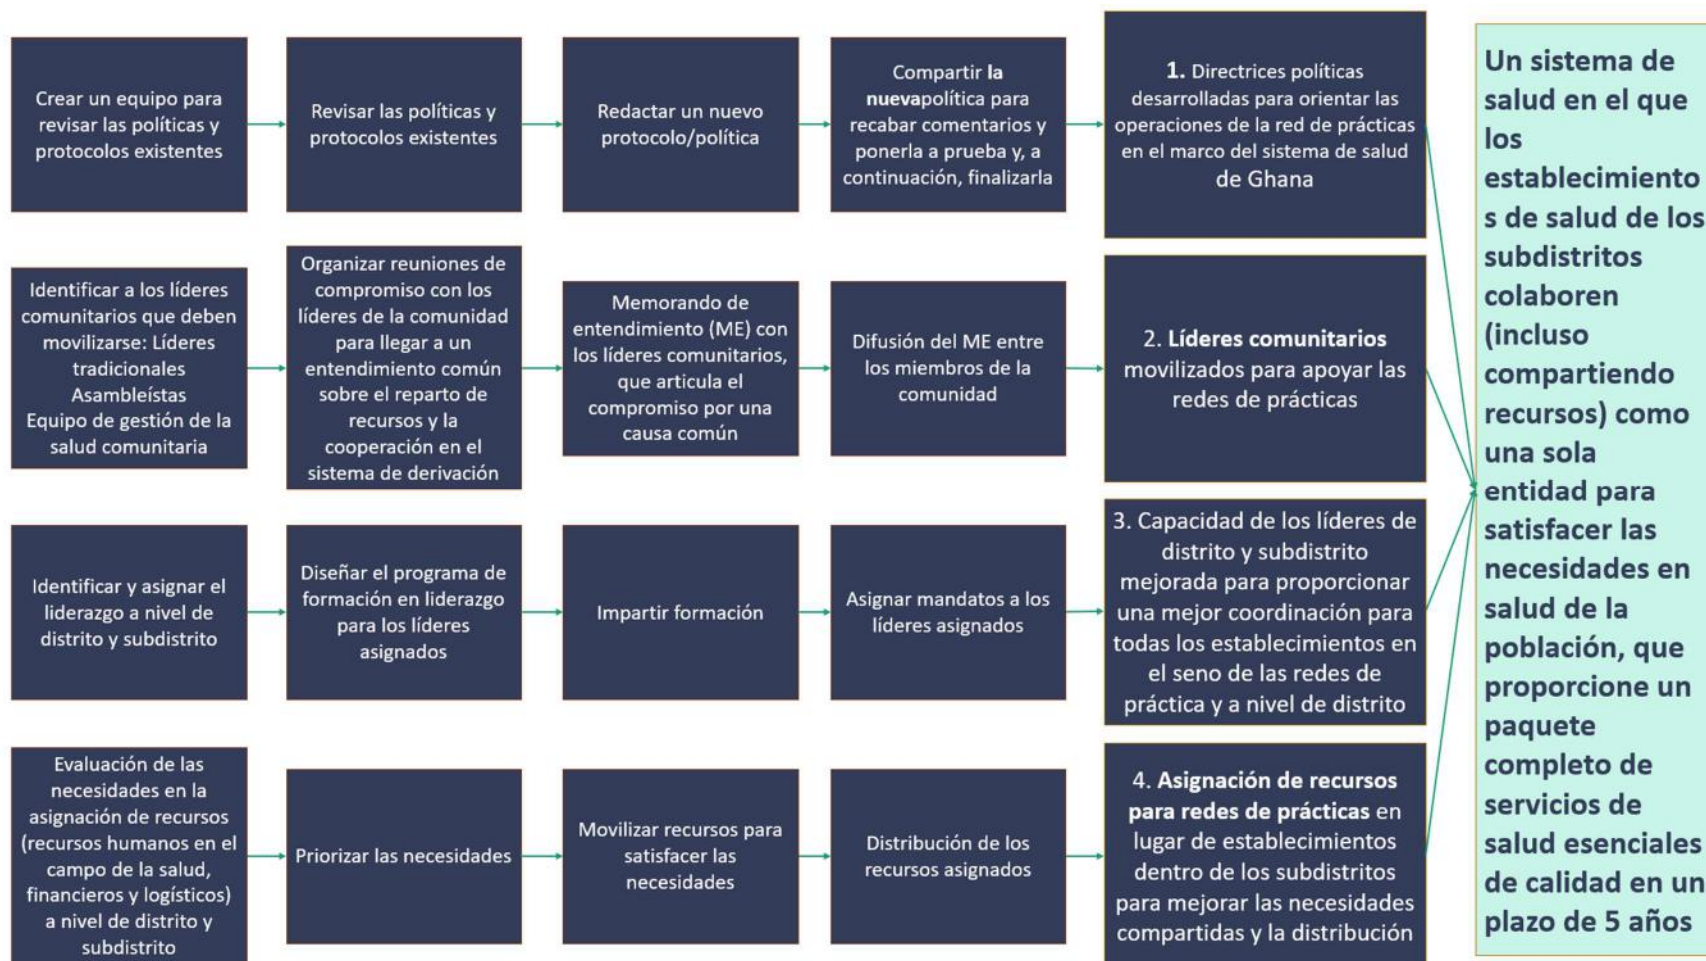 Crear un equipo para
revisar las políticas y
protocolos existentes
Revisar las políticas y
protocolos existentes
Redactar un nuevo
protocolo/política
Compartir la
nuevapolítica para
recabar comentarios y
ponerla a prueba y, a
continuación, finalizarla
1. Directrices políticas
desarrolladas para orientar las
operaciones de la red de prácticas
en el marco del sistema de salud
de Ghana
Identificar a los líderes
comunitarios que deben
movilizarse: Líderes
tradicionales
Asambleístas
Equipo de gestión de la
salud comunitaria
Organizar reuniones de
compromiso con los
líderes de la comunidad
para llegar a un
entendimiento común
sobre el reparto de
recursos y la
cooperación en el
sistema de derivación
Memorando de
entendimiento (ME) con
los líderes comunitarios,
que articula el
compromiso por una
causa común
Difusión del ME entre
los miembros de la
comunidad
2. Líderes comunitarios
movilizados para apoyar las
redes de prácticas
Identificar y asignar el
liderazgo a nivel de
distrito y subdistrito
Diseñar el programa de
formación en liderazgo
para los líderes
asignados
Impartir formación
Asignar mandatos a los
líderes asignados
3. Capacidad de los líderes de
distrito y subdistrito
mejorada para proporcionar
una mejor coordinación para
todas los establecimientos en
el seno de las redes de
práctica y a nivel de distrito
Evaluación de las
necesidades en la
asignación de recursos
(recursos humanos en el
campo de la salud,
financieros y logísticos)
a nivel de distrito y
subdistrito
Priorizar las necesidades
Movilizar recursos para
satisfacer las
necesidades
Distribución de los
recursos asignados
4. Asignación de recursos
para redes de prácticas en
lugar de establecimientos
dentro de los subdistritos
para mejorar las necesidades
compartidas y la distribución
Un sistema de
salud en el que
los
establecimiento
s de salud de los
subdistritos
colaboren
(incluso
compartiendo
recursos) como
una sola
entidad para
satisfacer las
necesidades en
salud de la
población, que
proporcione un
paquete
completo de
servicios de
salud esenciales
de calidad en un
plazo de 5 años